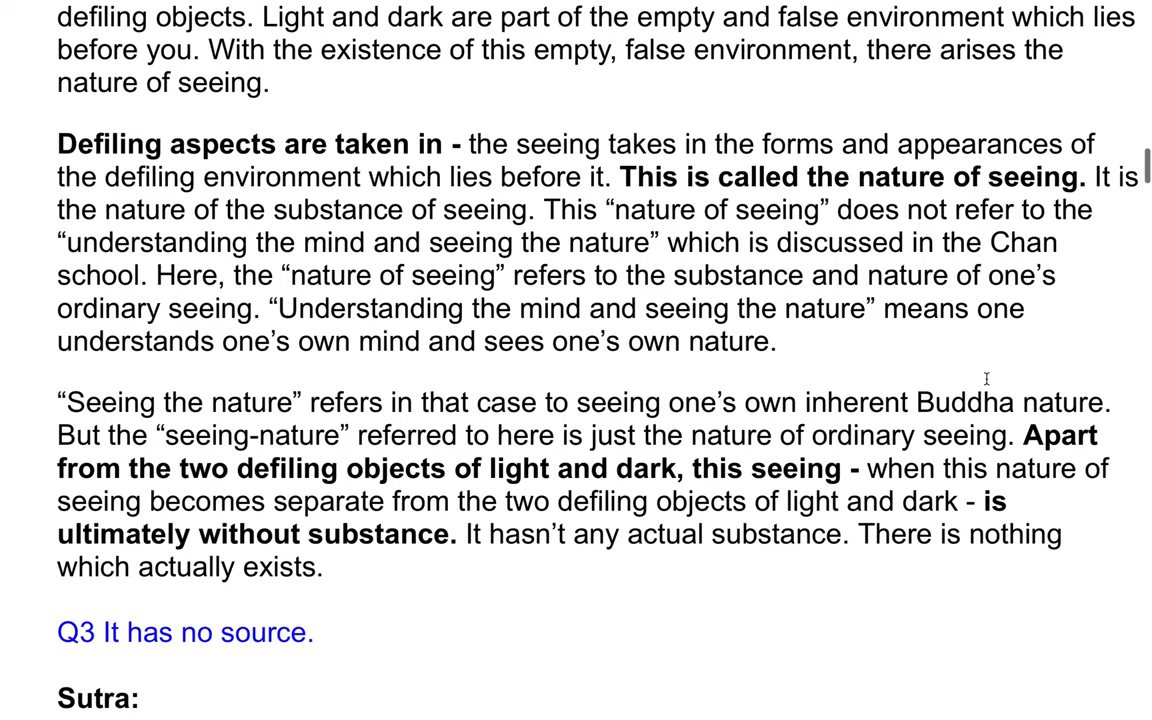 defiling objects. Light and dark are part of the empty and false environment which lies
before you. With the existence of this empty, false environment, there arises the
nature of seeing.
Defiling aspects are taken in - the seeing takes in the forms and appearances of
the defiling environment which lies before it. This is called the nature of seeing. It is
the nature of the substance of seeing. This “nature of seeing” does not refer to the
“understanding the mind and seeing the nature” which is discussed in the Chan
school. Here, the “nature of seeing” refers to the substance and nature of one’s
ordinary seeing. “Understanding the mind and seeing the nature” means one
understands one’s own mind and sees one’s own nature.
“Seeing the nature” refers in that case to seeing one’s own inherent Buddha nature.
But the “seeing-nature” referred to here is just the nature of ordinary seeing. Apart
from the two defiling objects of light and dark, this seeing - when this nature of
seeing becomes separate from the two defiling objects of light and dark - is
ultimately without substance. It hasn’t any actual substance. There is nothing
which actually exists.
Q3 It has no source.
Sutra: